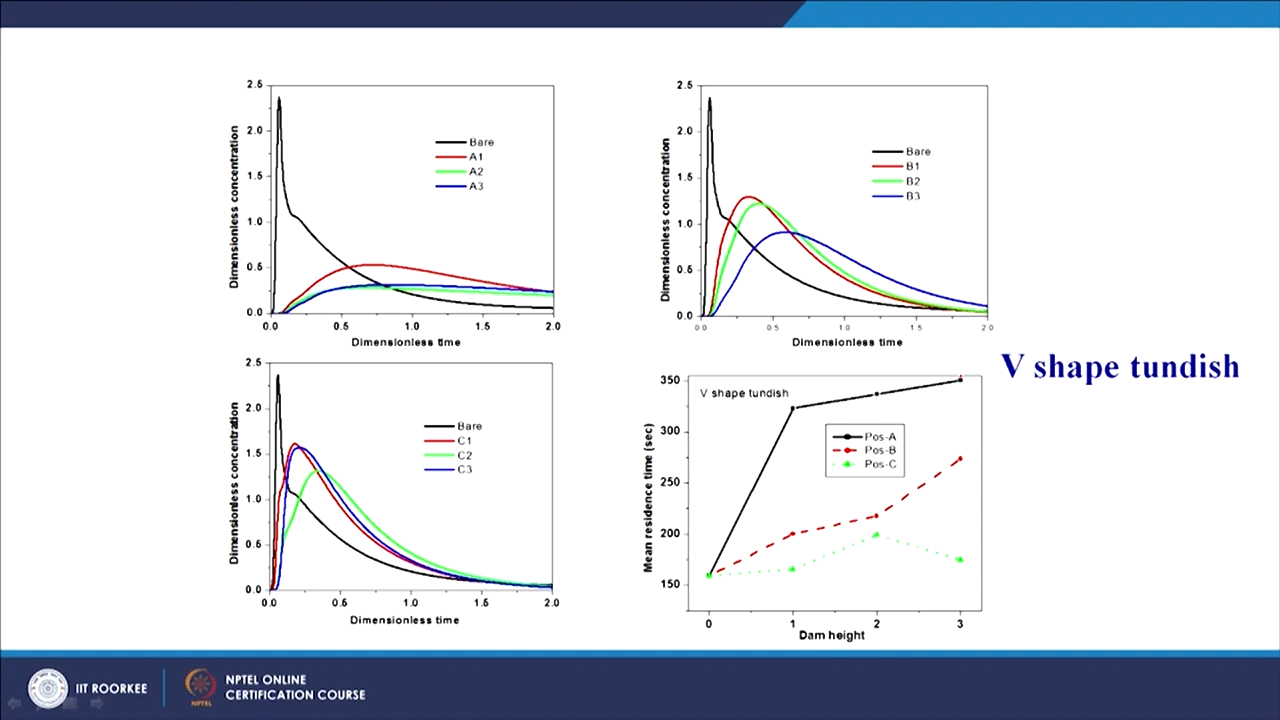 2.5
2.0
1.5
1.0
0.5
0.0
Dimensionless concentration
Bare
A1
A2
A3
0.0 0.5 1.0 1.5 2.0
Dimensionless time
2.5
2.0
1.5
1.0
0.5
0.0
Dimensionless concentration
Bare
B1
B2
B3
0.0 0.5 1.0 1.5 2.0
Dimensionless time
2.5
2.0
1.5
1.0
0.5
0.0
Dimensionless concentration
Bare
C1
C2
C3
0.0 0.5 1.0 1.5 2.0
Dimensionless time
350
300
250
200
150
Mean residence time (sec)
V shape tundish
Pos-A
Pos-B
Pos-C
0 1 2 3
Dam height
V shape tundish
IIT ROORKEE
NPTEL
NPTEL ONLINE
CERTIFICATION COURSE